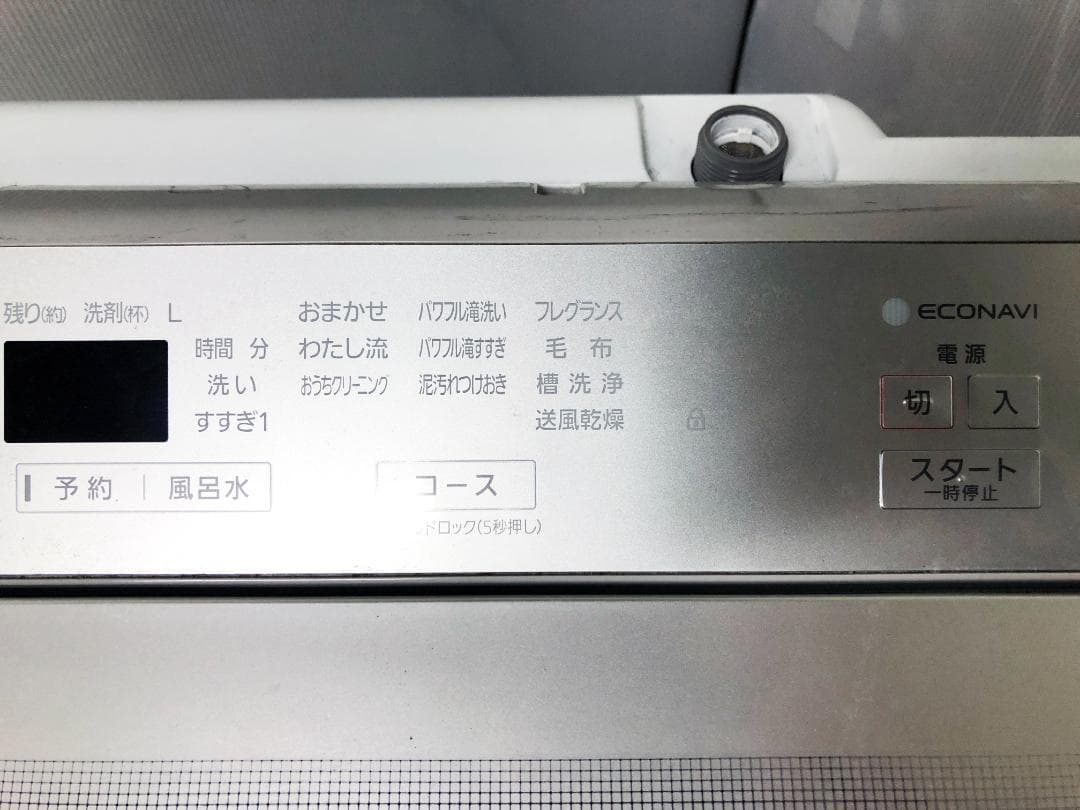 残り(約) 洗剤(杯) L
時間 分
洗い
すすぎ1
おまかせ
わたし流
おうちクリーニング
パワフル滝洗い
パワフル滝すすぎ
泥汚れつけおき
フレグランス
毛布
槽洗浄
送風乾燥
ECONAVI
電源
切 入
スタート
一時停止
予約 風呂水
コース
ドロック(5秒押し)